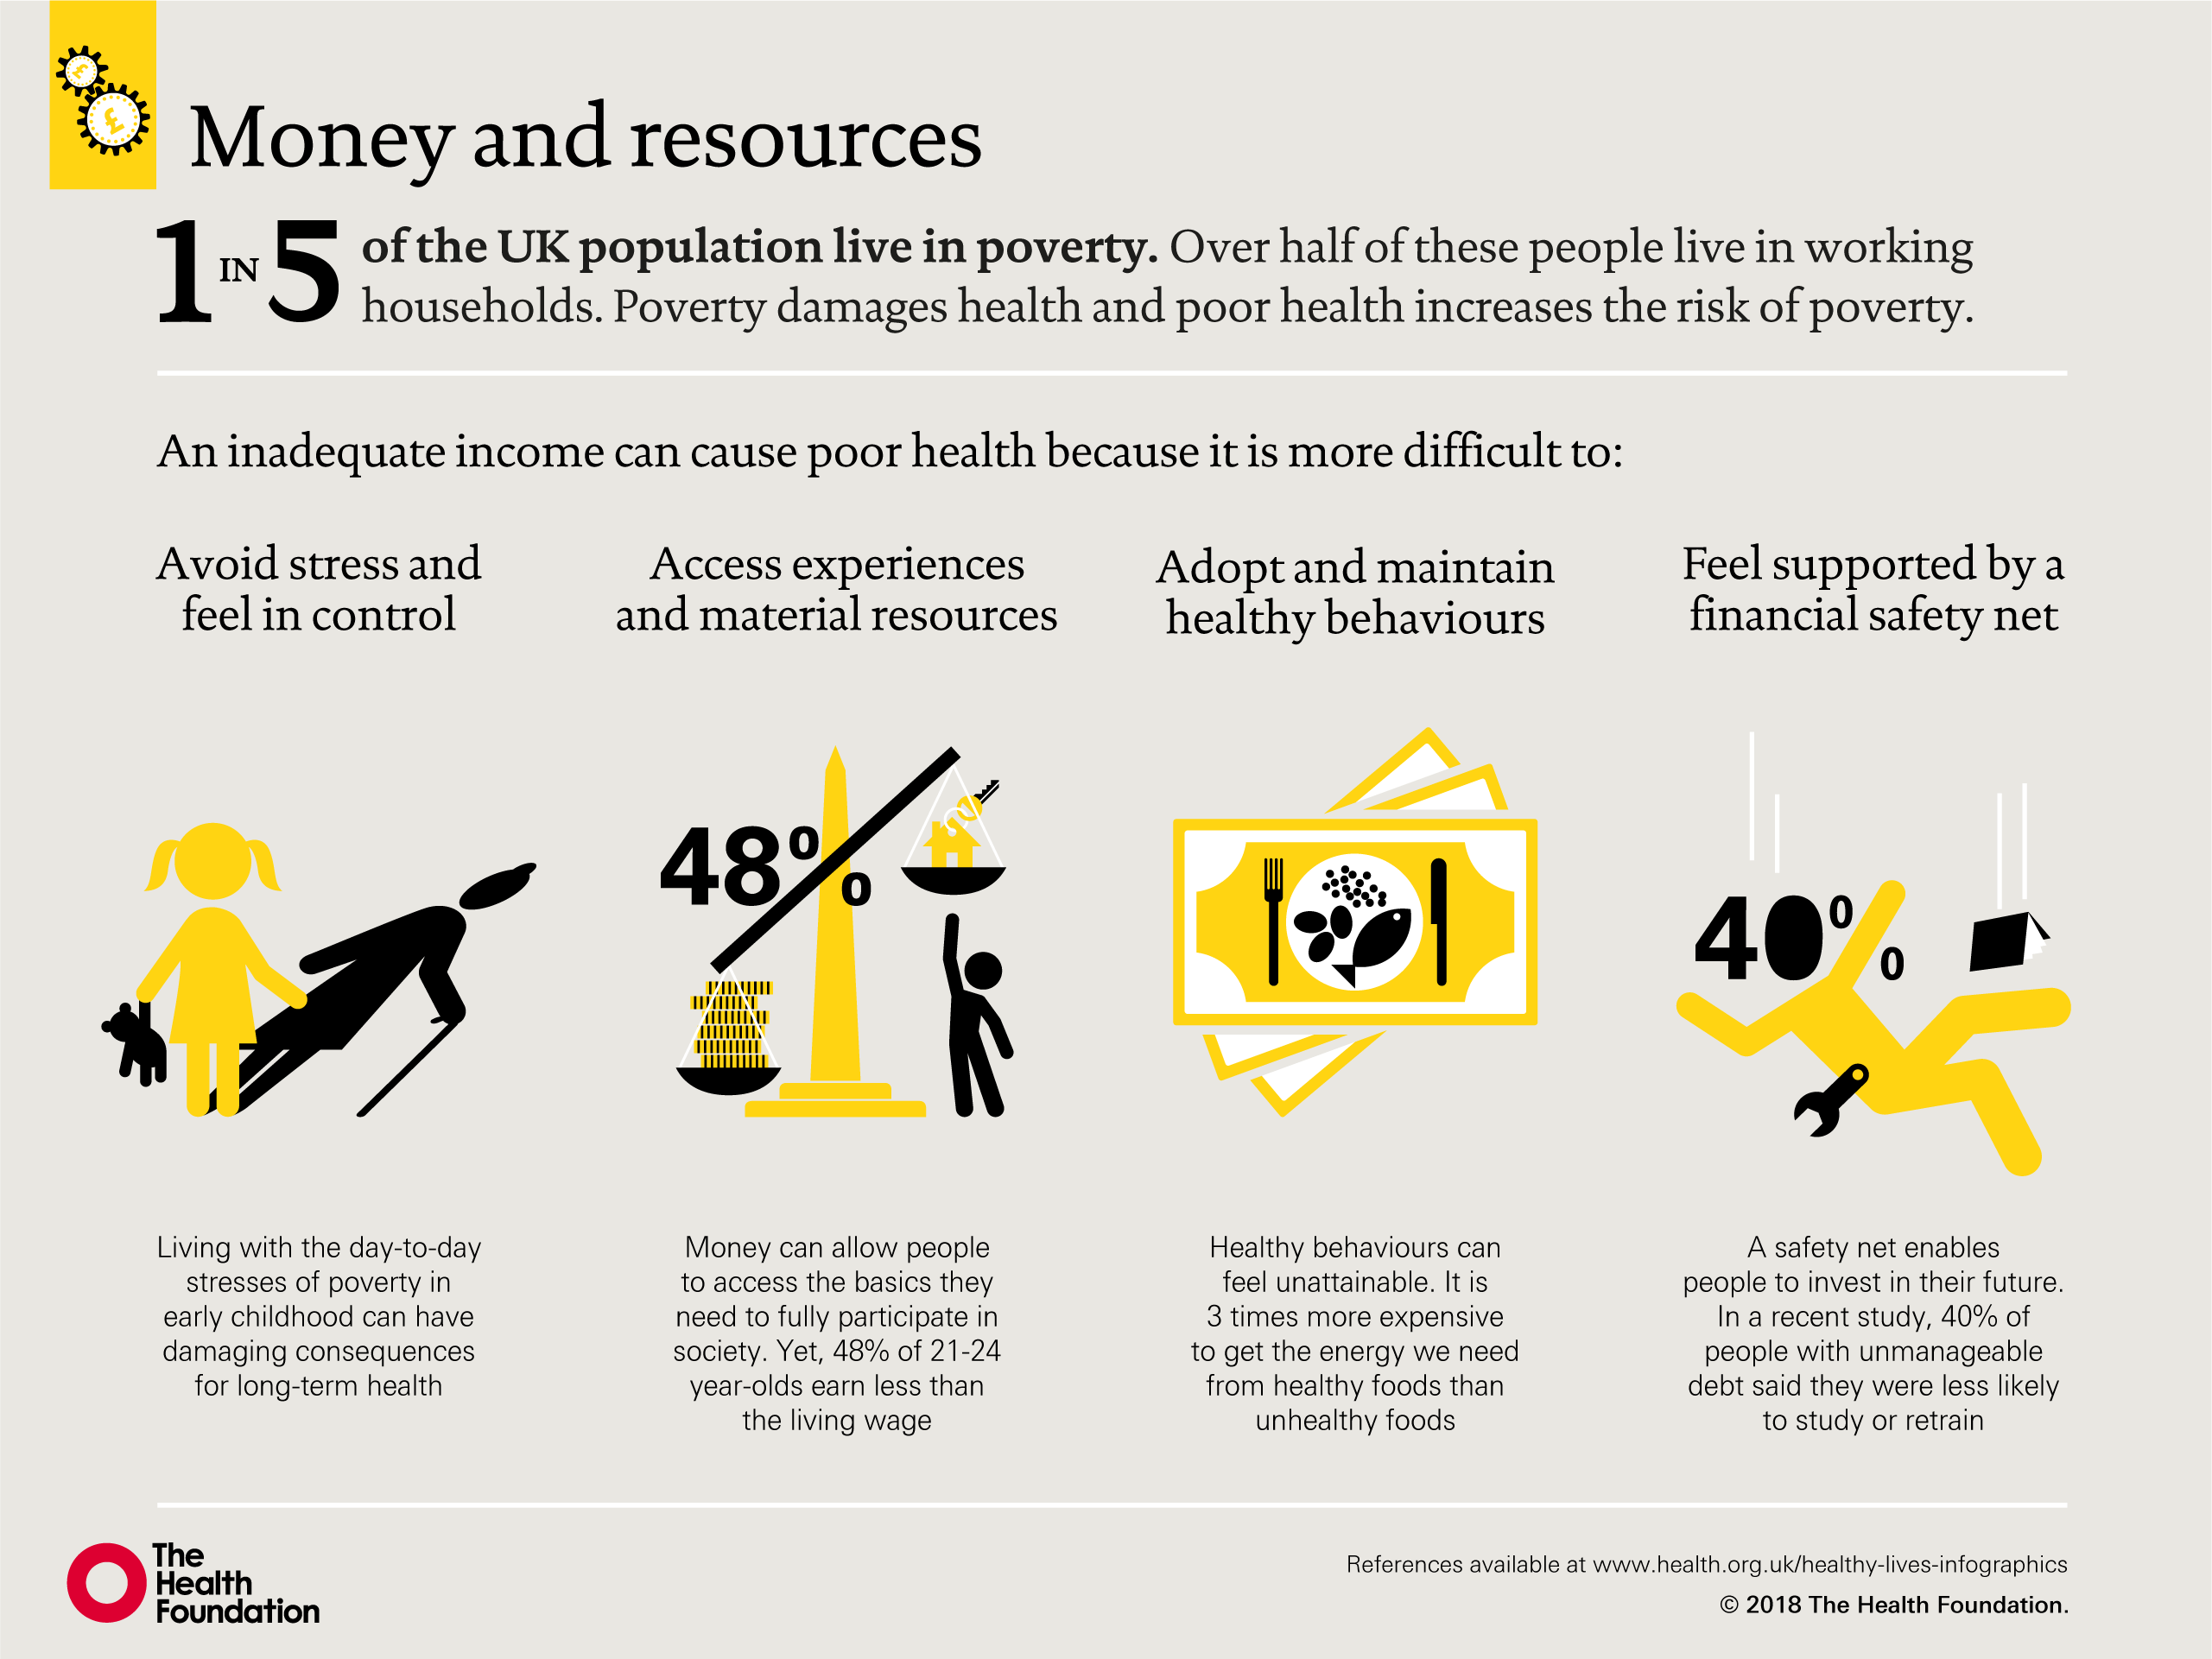 Money and resources
1 IN 5
of the UK population live in poverty. Over half of these people live in working
households. Poverty damages health and poor health increases the risk of poverty.
An inadequate income can cause poor health because it is more difficult to:
Avoid stress and
feel in control
Access experiences
and material resources
Adopt and maintain
healthy behaviours
Feel supported by a
financial safety net
££
48%
40%
Living with the day-to-day
stresses of poverty in
early childhood can have
damaging consequences
for long-term health
Money can allow people
to access the basics they
need to fully participate in
society. Yet, 48% of 21-24
year-olds earn less than
the living wage
Healthy behaviours can
feel unattainable. It is
3 times more expensive
to get the energy we need
from healthy foods than
unhealthy foods
A safety net enables
people to invest in their future.
In a recent study, 40% of
people with unmanageable
debt said they were less likely
to study or retrain
The
Health
Foundation
References available at www.health.org.uk/healthy-lives-infographics
© 2018 The Health Foundation.